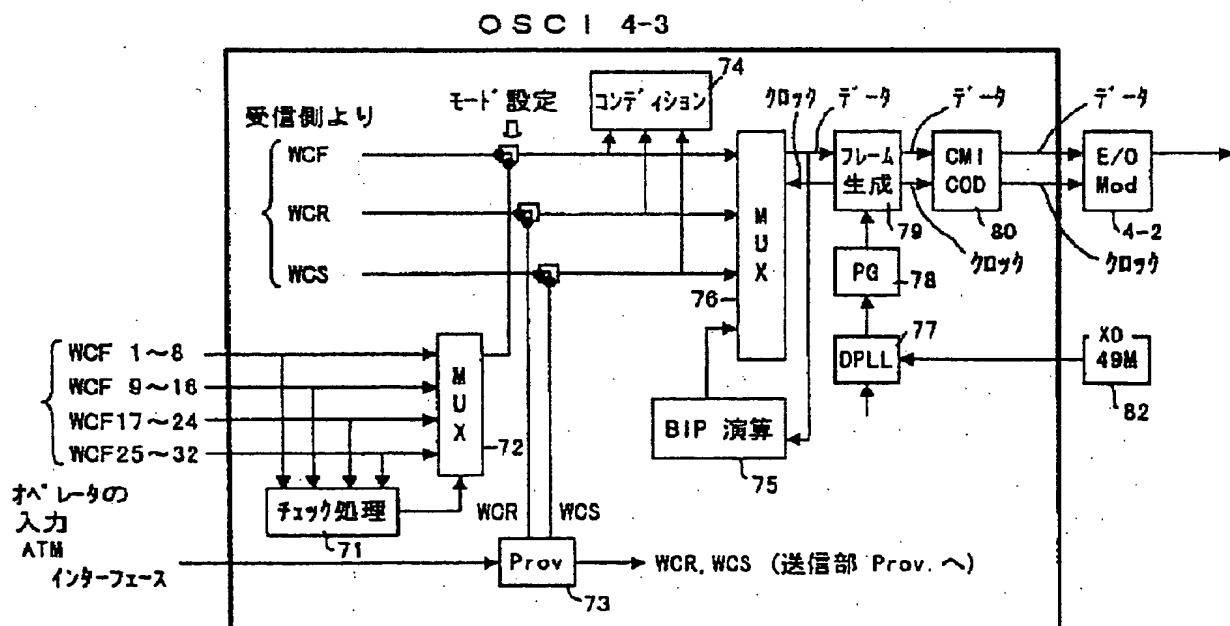 OSCI 4-3
受信側より
モード設定
コンディション
74
WCF
WCR
WCS
クロック
データ
データ
データ
MUX
76
フレーム
生成
79
CMI
COD
80
E/O
Mod
4-2
クロック
クロック
PG
78
DPLL
77
XO
49M
82
BIP 演算
75
WCF 1～8
WCF 9～16
WCF17～24
WCF25～32
MUX
72
チェック処理
71
オペレータの
入力
ATM
インターフェース
WCR
WCS
Prov
73
WCR, WCS (送信部 Prov. へ)